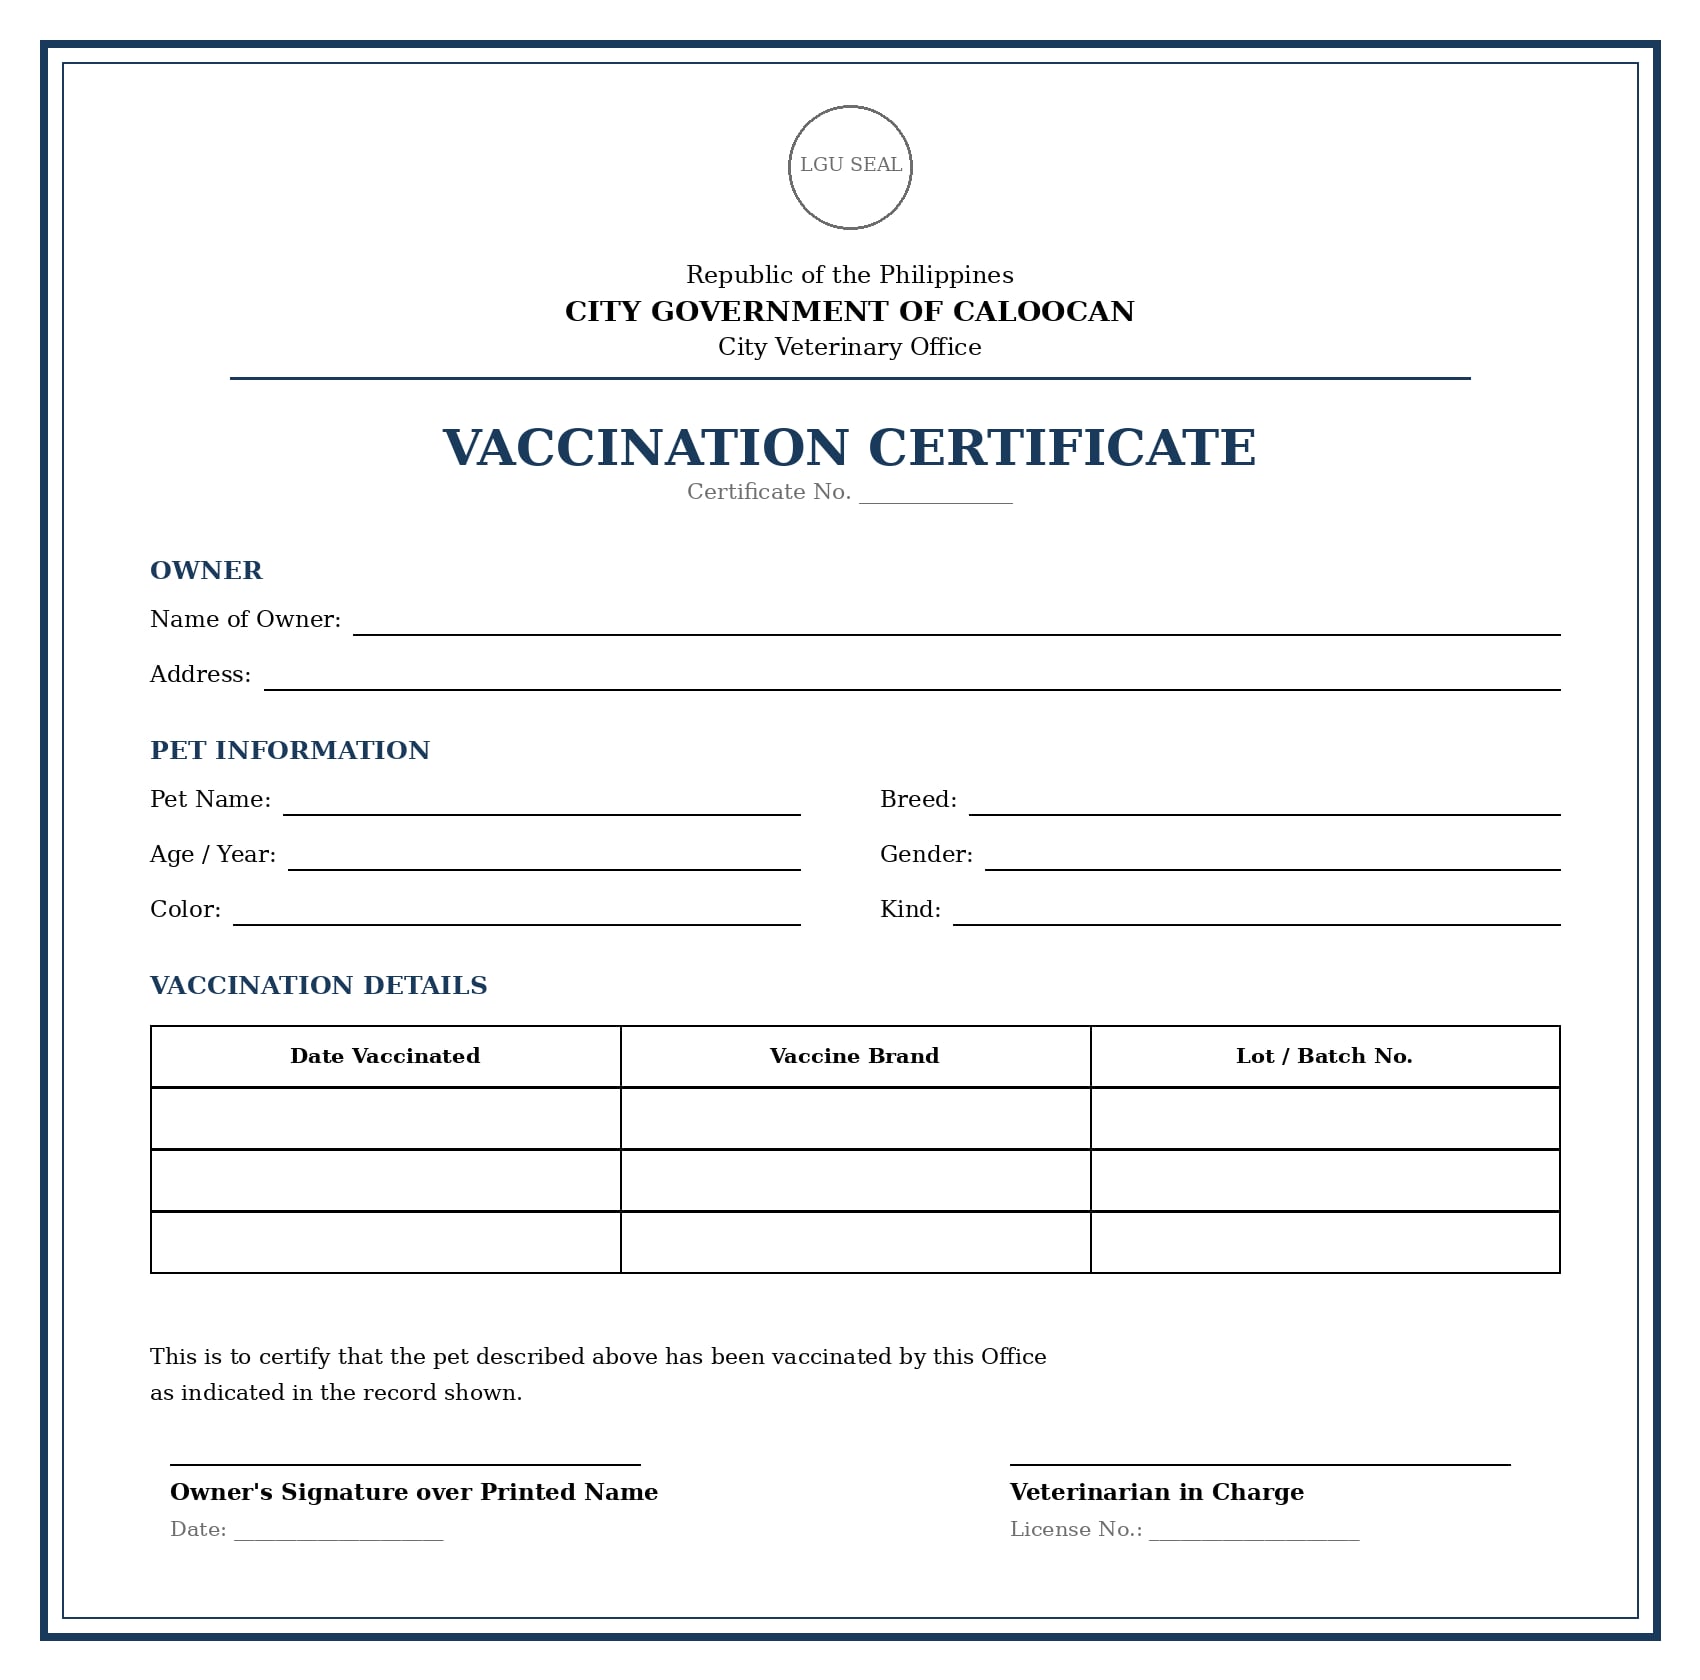 LGU SEAL
Republic of the Philippines
CITY GOVERNMENT OF CALOOCAN
City Veterinary Office
VACCINATION CERTIFICATE
Certificate No. ______________
OWNER
Name of Owner:
Address:
PET INFORMATION
Pet Name: Breed:
Age / Year: Gender:
Color: Kind:
VACCINATION DETAILS
Date Vaccinated Vaccine Brand Lot / Batch No.
This is to certify that the pet described above has been vaccinated by this Office
as indicated in the record shown.
Owner's Signature over Printed Name Veterinarian in Charge
Date: ____________________ License No.: ____________________